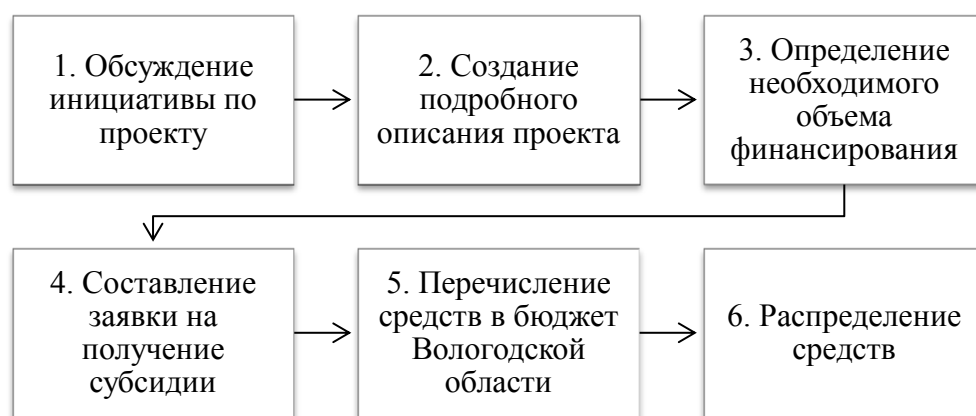 1. Обсуждение
инициативы по
проекту
2. Создание
подробного
описания проекта
3. Определение
необходимого
объема
финансирования
4. Составление
заявки на
получение
субсидии
5. Перечисление
средств в бюджет
Вологодской
области
6. Распределение
средств